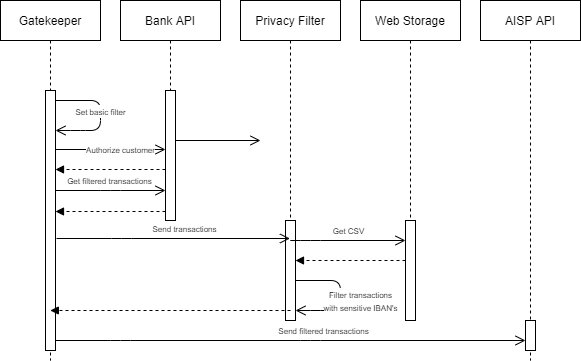 Gatekeeper
Bank API
Privacy Filter
Web Storage
AISP API
Set basic filter
Authorize customer
Get filtered transactions
Send transactions
Get CSV
Filter transactions
with sensitive IBAN's
Send filtered transactions